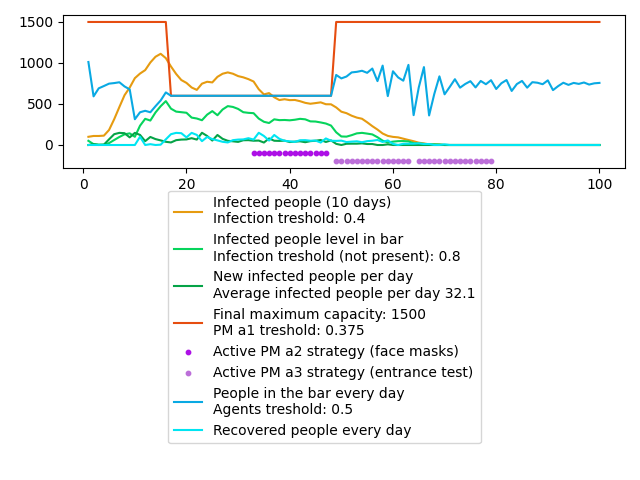 1500
1000
500
0
0 20 40 60 80 100
Infected people (10 days)
Infection treshold: 0.4
Infected people level in bar
Infection treshold (not present): 0.8
New infected people per day
Average infected people per day 32.1
Final maximum capacity: 1500
PM a1 treshold: 0.375
Active PM a2 strategy (face masks)
Active PM a3 strategy (entrance test)
People in the bar every day
Agents treshold: 0.5
Recovered people every day